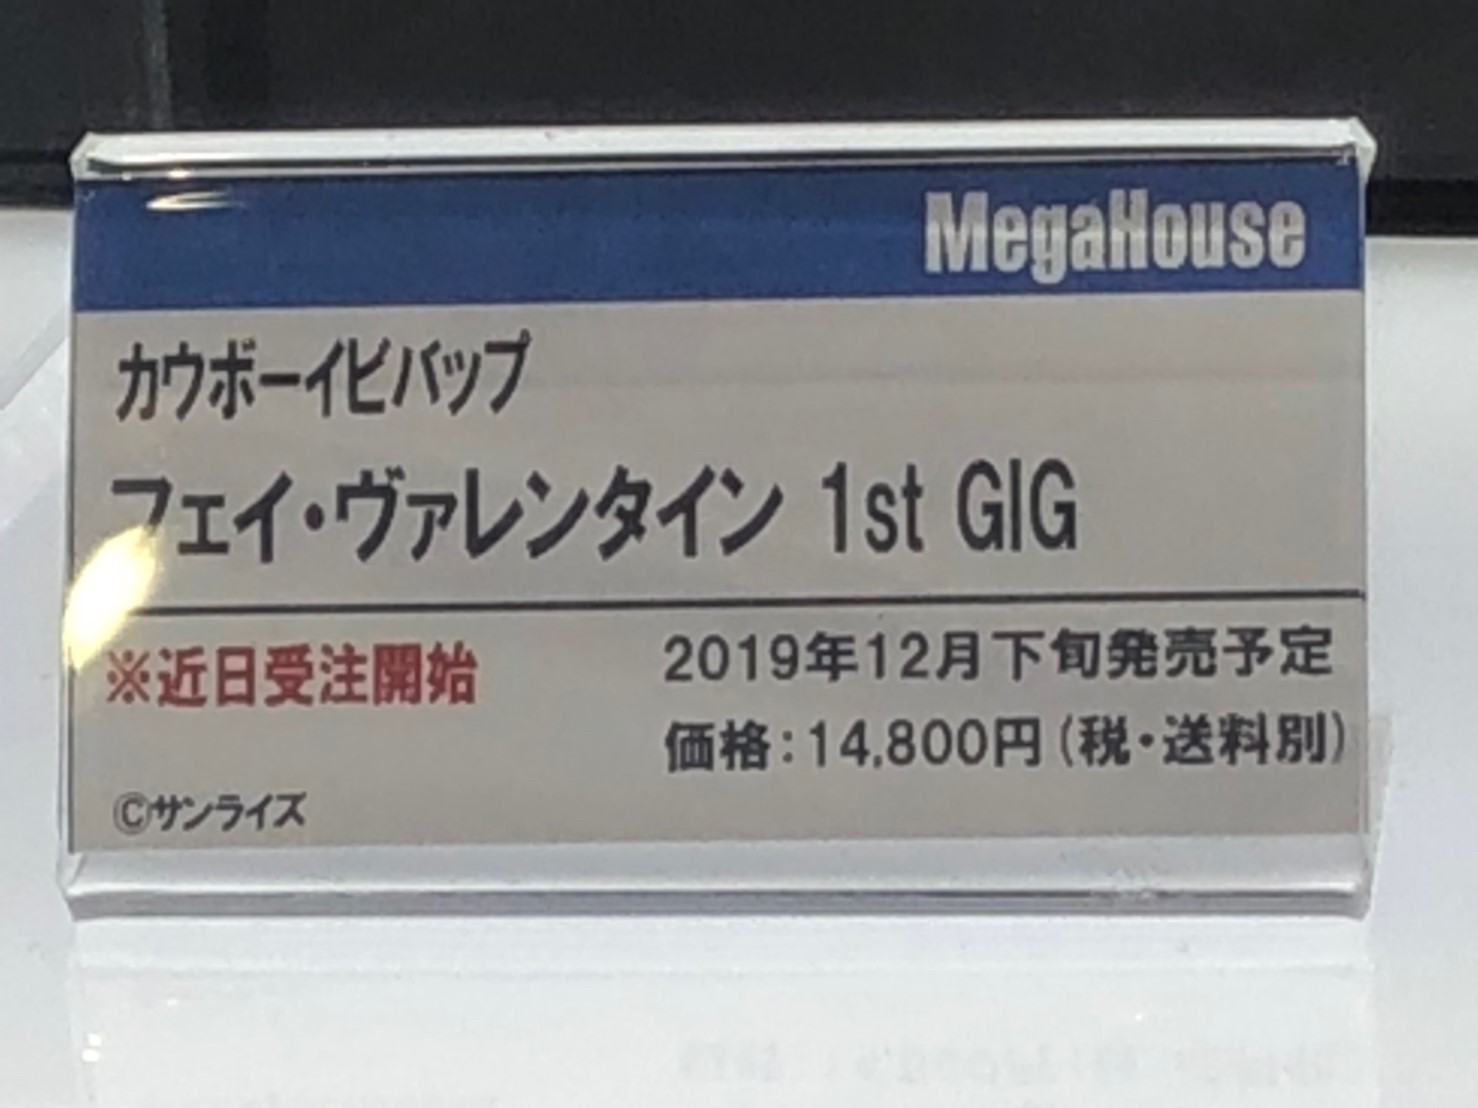 MegaHouse
カウボーイビバップ
フェイ・ヴァレンタイン 1st GIG
※近日受注開始
2019年12月下旬発売予定
価格：14,800円（税・送料別）
©サンライズ